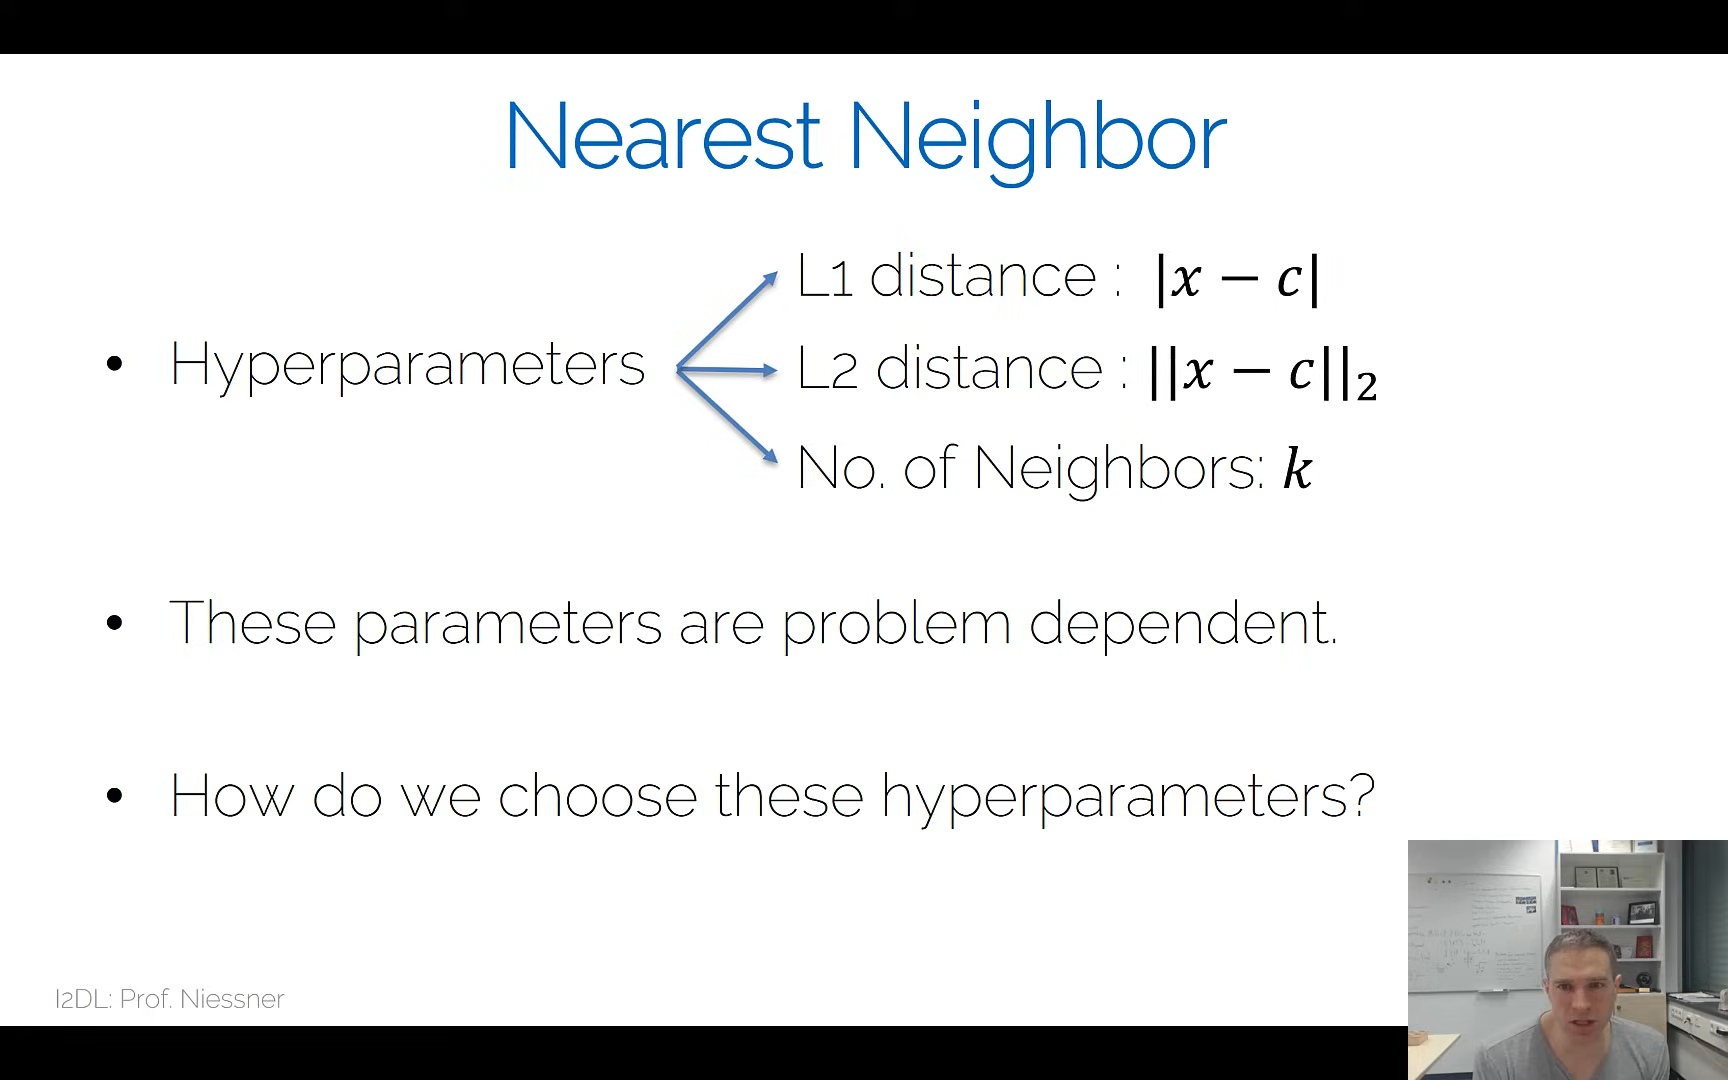 Nearest Neighbor
L1 distance : |x − c|
• Hyperparameters
L2 distance : ||x − c||₂
No. of Neighbors: k
• These parameters are problem dependent.
• How do we choose these hyperparameters?
I2DL: Prof. Niessner